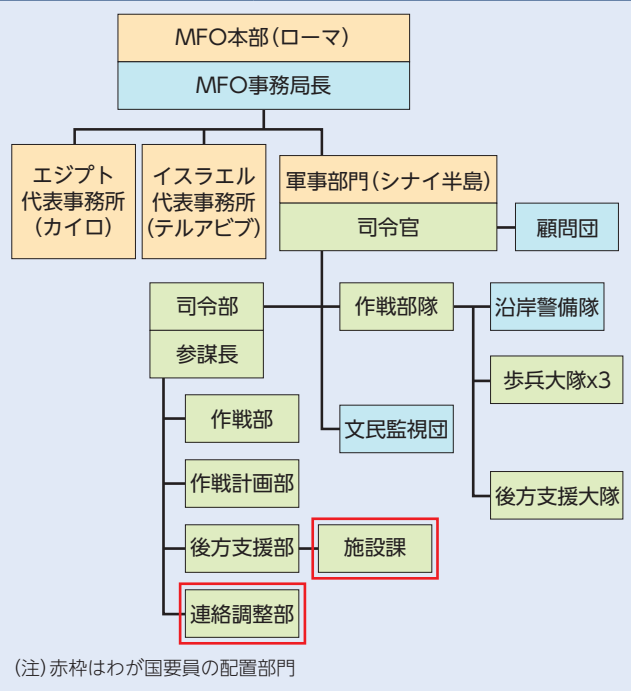 MFO本部（ローマ）
MFO事務局長
エジプト
代表事務所
（カイロ）
イスラエル
代表事務所
（テルアビブ）
軍事部門（シナイ半島）
司令官
顧問団
司令部
参謀長
作戦部隊
沿岸警備隊
歩兵大隊x3
後方支援大隊
文民監視団
作戦部
作戦計画部
後方支援部
施設課
連絡調整部
（注）赤枠はわが国要員の配置部門